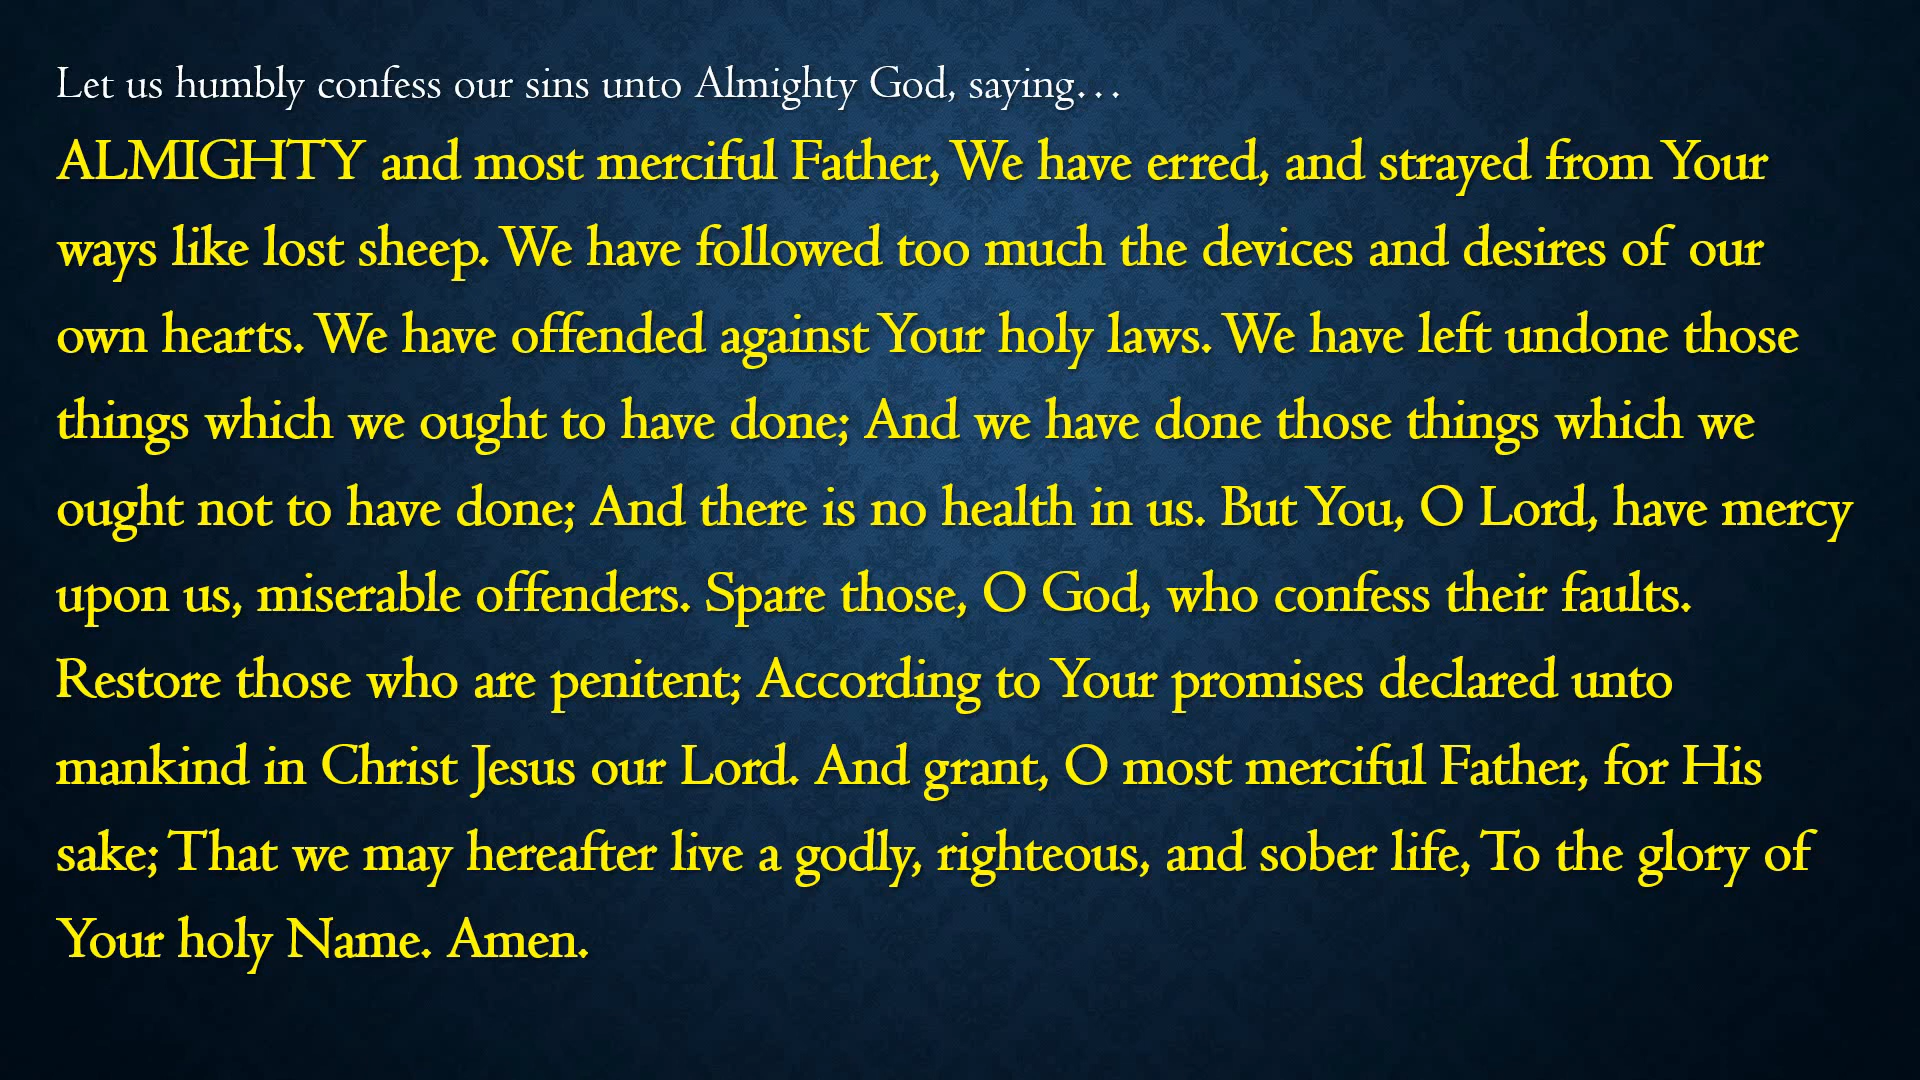 Let us humbly confess our sins unto Almighty God, saying…
ALMIGHTY and most merciful Father, We have erred, and strayed from Your
ways like lost sheep. We have followed too much the devices and desires of our
own hearts. We have offended against Your holy laws. We have left undone those
things which we ought to have done; And we have done those things which we
ought not to have done; And there is no health in us. But You, O Lord, have mercy
upon us, miserable offenders. Spare those, O God, who confess their faults.
Restore those who are penitent; According to Your promises declared unto
mankind in Christ Jesus our Lord. And grant, O most merciful Father, for His
sake; That we may hereafter live a godly, righteous, and sober life, To the glory of
Your holy Name. Amen.